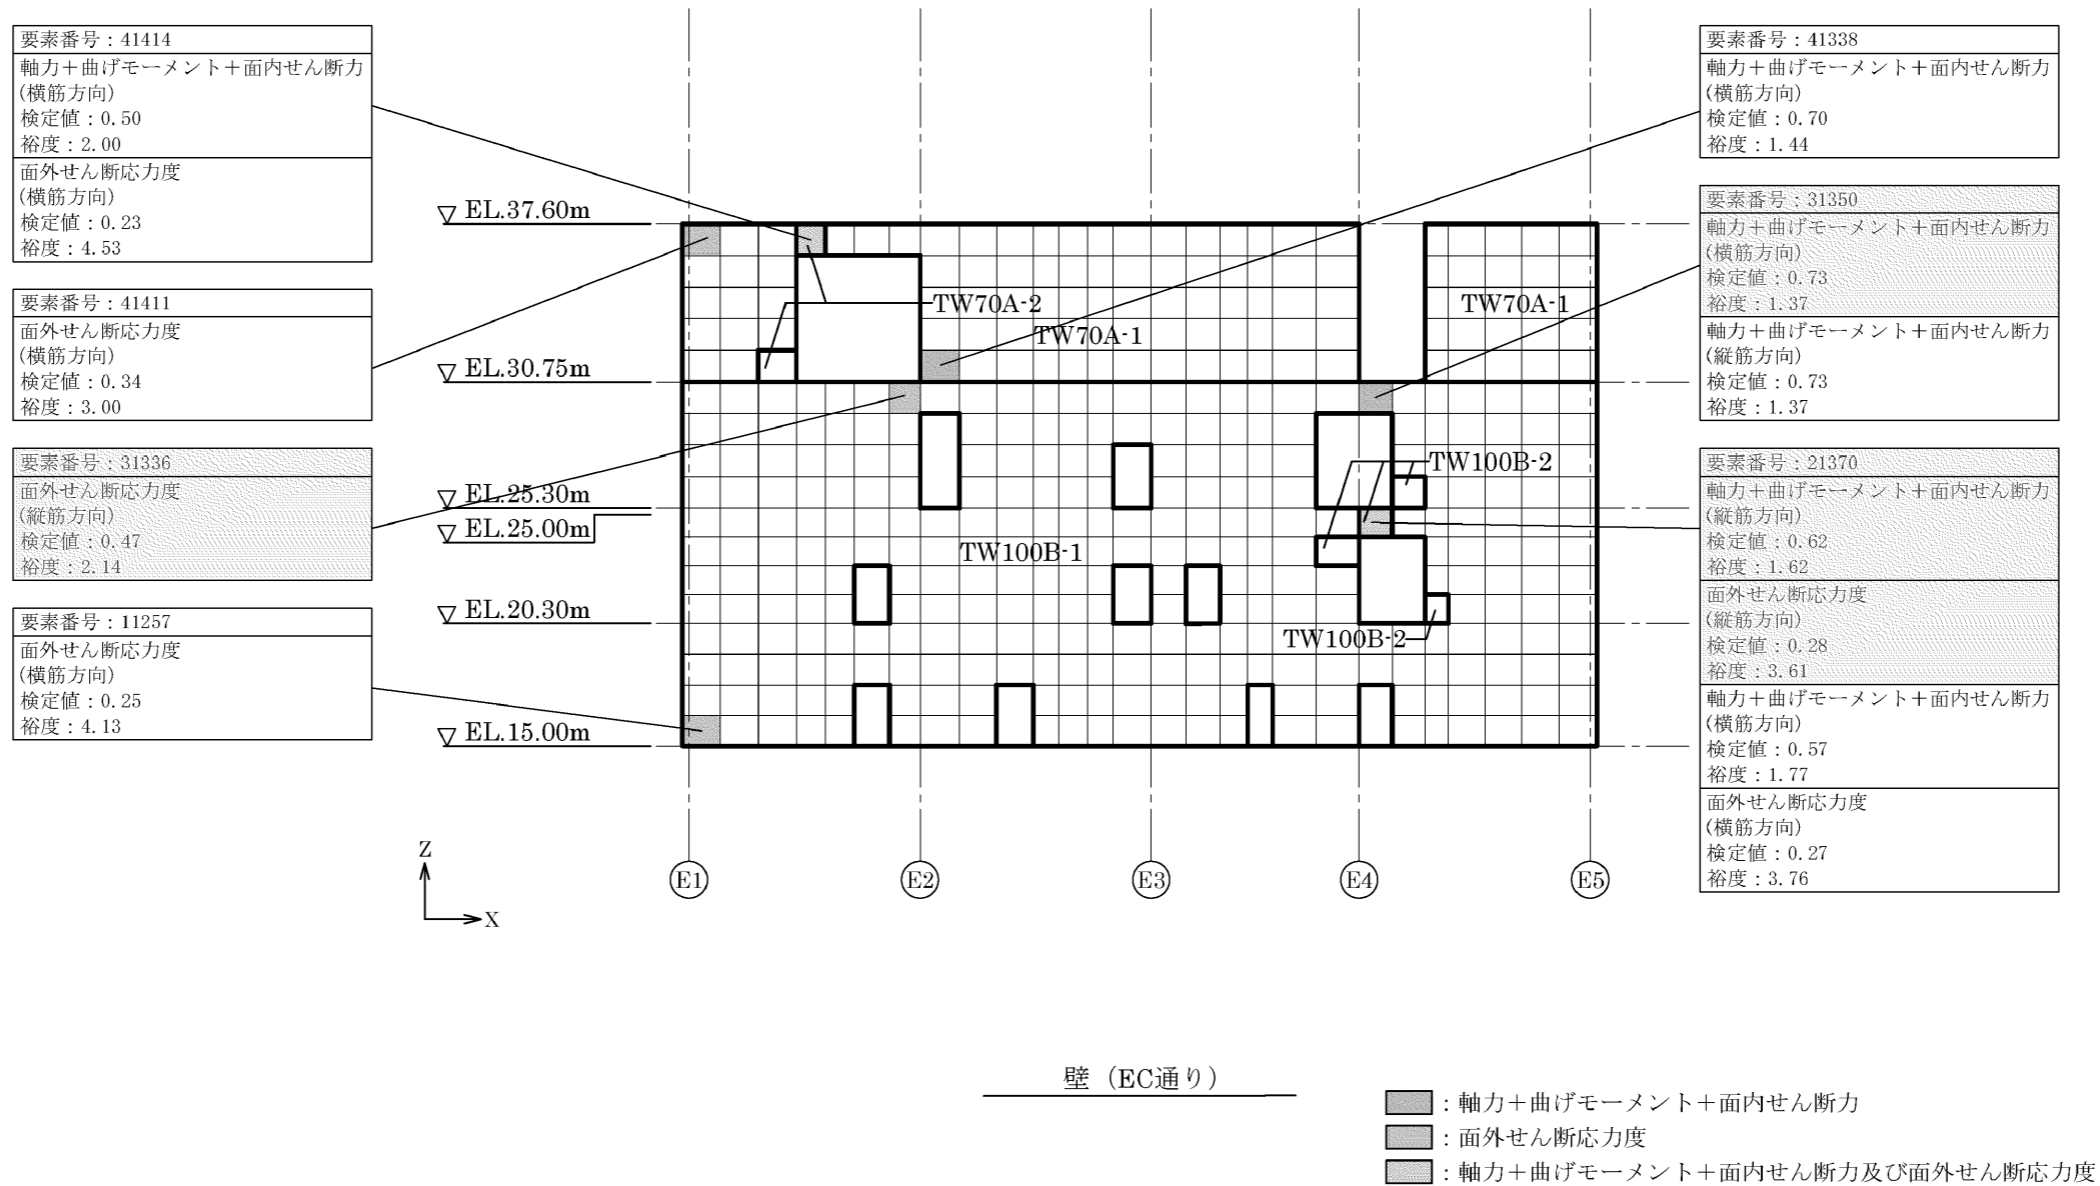 要素番号：41414
軸力＋曲げモーメント＋面内せん断力
(横筋方向)
検定値：0.50
裕度：2.00
面外せん断応力度
(横筋方向)
検定値：0.23
裕度：4.53
要素番号：41411
面外せん断応力度
(横筋方向)
検定値：0.34
裕度：3.00
要素番号：31336
面外せん断応力度
(縦筋方向)
検定値：0.47
裕度：2.14
要素番号：11257
面外せん断応力度
(横筋方向)
検定値：0.25
裕度：4.13
▽ EL.37.60m
▽ EL.30.75m
▽ EL.25.30m
▽ EL.25.00m
▽ EL.20.30m
▽ EL.15.00m
TW70A-2
TW70A-1
TW70A-1
TW100B-2
TW100B-1
TW100B-2
E1
E2
E3
E4
E5
Z
X
要素番号：41338
軸力＋曲げモーメント＋面内せん断力
(横筋方向)
検定値：0.70
裕度：1.44
要素番号：31350
軸力＋曲げモーメント＋面内せん断力
(横筋方向)
検定値：0.73
裕度：1.37
軸力＋曲げモーメント＋面内せん断力
(縦筋方向)
検定値：0.73
裕度：1.37
要素番号：21370
軸力＋曲げモーメント＋面内せん断力
(縦筋方向)
検定値：0.62
裕度：1.62
面外せん断応力度
(縦筋方向)
検定値：0.28
裕度：3.61
軸力＋曲げモーメント＋面内せん断力
(横筋方向)
検定値：0.57
裕度：1.77
面外せん断応力度
(横筋方向)
検定値：0.27
裕度：3.76
壁（EC通り）
：軸力＋曲げモーメント＋面内せん断力
：面外せん断応力度
：軸力＋曲げモーメント＋面内せん断力及び面外せん断応力度